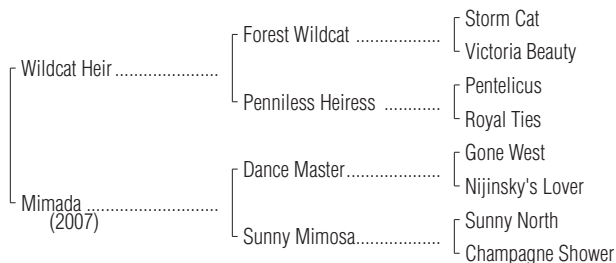 Storm Cat
Forest Wildcat ..................
Victoria Beauty
Wildcat Heir ......................
Pentelicus
Penniless Heiress ............
Royal Ties
Gone West
Dance Master....................
Nijinsky's Lover
Mimada ............................
(2007)
Sunny North
Sunny Mimosa.................
Champagne Shower